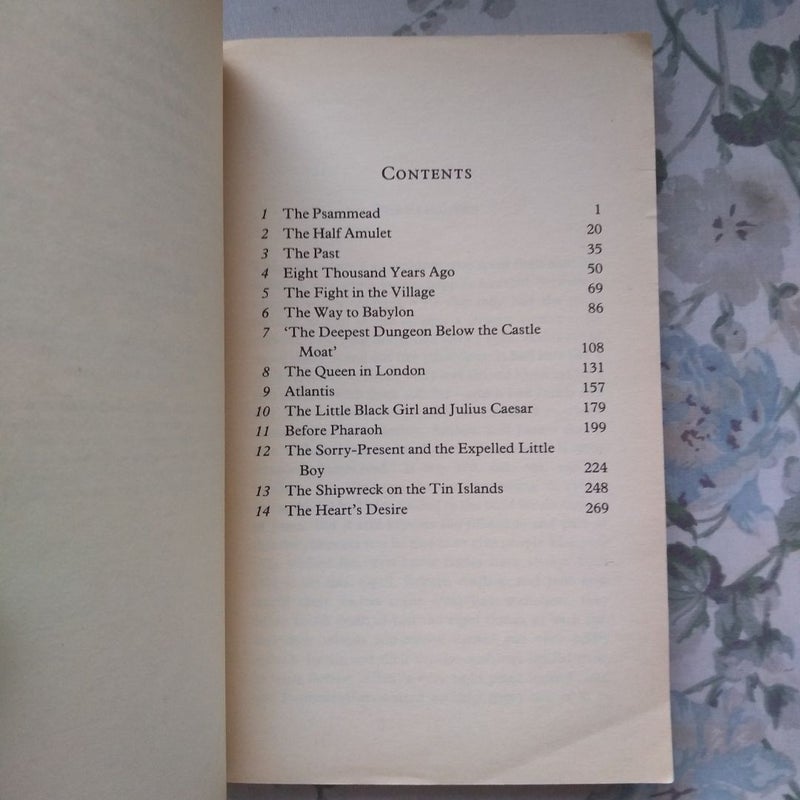 CONTENTS
1 The Psammead 1
2 The Half Amulet 20
3 The Past 35
4 Eight Thousand Years Ago 50
5 The Fight in the Village 69
6 The Way to Babylon 86
7 ‘The Deepest Dungeon Below the Castle
Moat’ 108
8 The Queen in London 131
9 Atlantis 157
10 The Little Black Girl and Julius Caesar 179
11 Before Pharaoh 199
12 The Sorry-Present and the Expelled Little
Boy 224
13 The Shipwreck on the Tin Islands 248
14 The Heart’s Desire 269